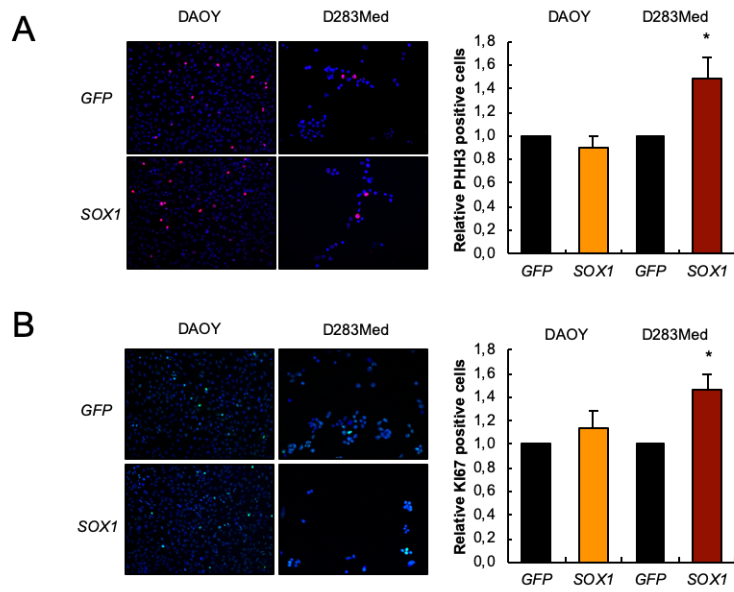 A
DAOY
D283Med
GFP
SOX1
DAOY
D283Med
*
Relative PHH3 positive cells
1,8
1,6
1,4
1,2
1,0
0,8
0,6
0,4
0,2
0,0
GFP
SOX1
GFP
SOX1
B
DAOY
D283Med
GFP
SOX1
DAOY
D283Med
*
Relative KI67 positive cells
1,8
1,6
1,4
1,2
1,0
0,8
0,6
0,4
0,2
0,0
GFP
SOX1
GFP
SOX1